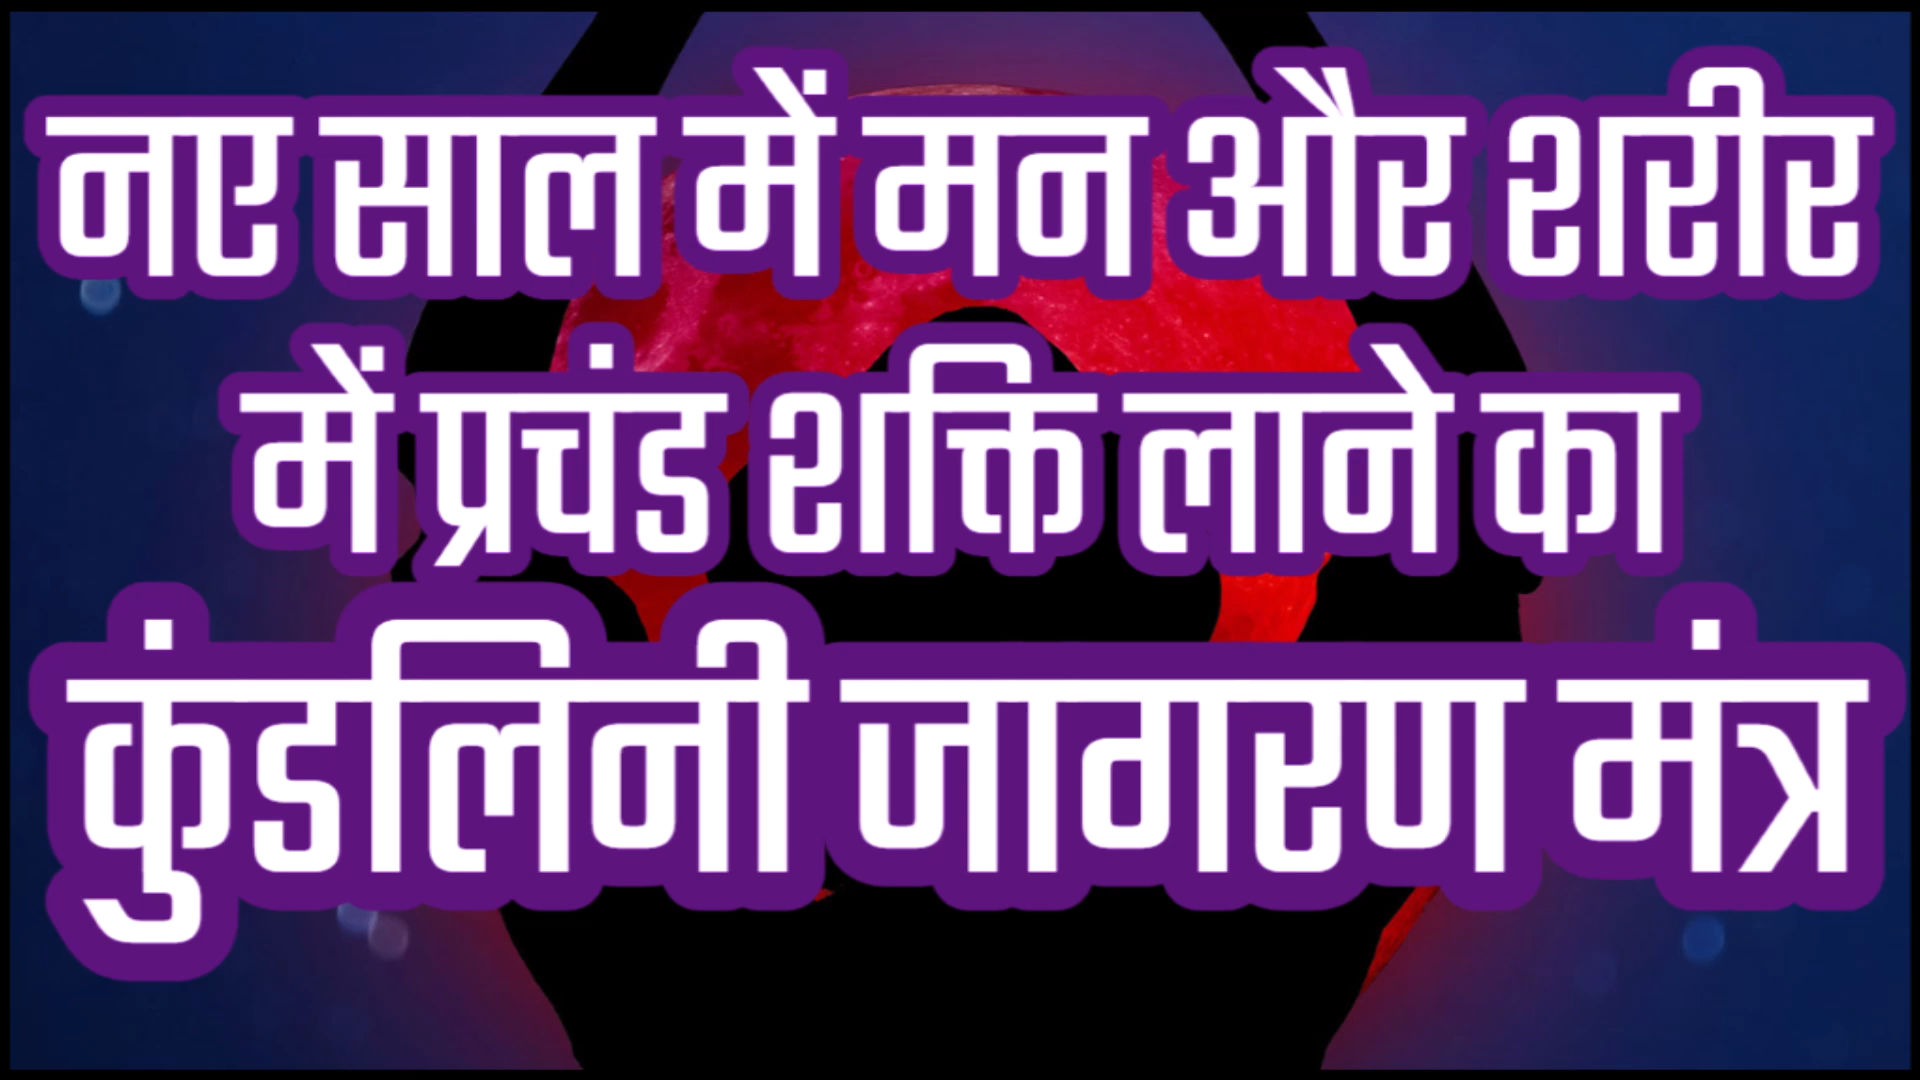 नए साल में मन और शरीर
में प्रचंड शक्ति लाने का
कुंडलिनी जागरण मंत्र